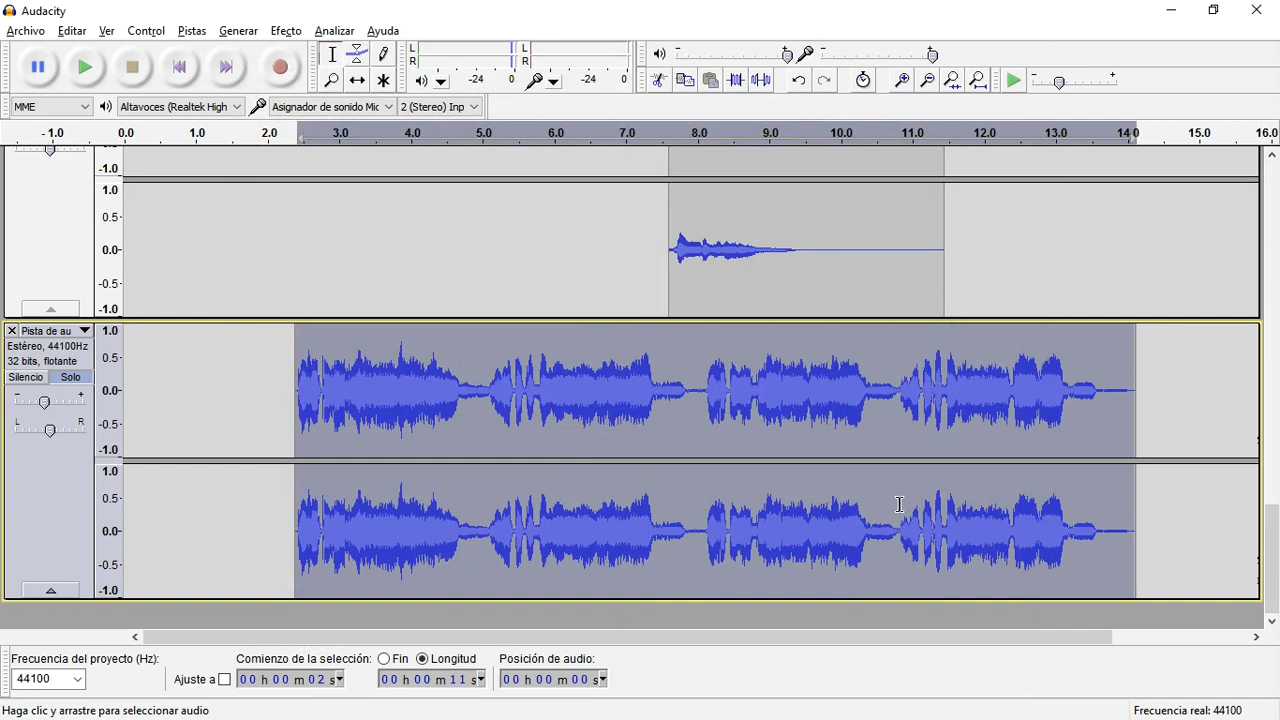 Audacity
Archivo Editar Ver Control Pistas Generar Efecto Analizar Ayuda
L
R
-24 0
L
R
-24 0
MME Altavoces (Realtek High Asignador de sonido Mic 2 (Stereo) Inp
- 1.0 0.0 1.0 2.0 3.0 4.0 5.0 6.0 7.0 8.0 9.0 10.0 11.0 12.0 13.0 14.0 15.0 16.0
-1.0
1.0
0.5
0.0
-0.5
-1.0
Pista de au
Estéreo, 44100Hz
32 bits, flotante
Silencio Solo
- +
L R
1.0
0.5
0.0
-0.5
-1.0
1.0
0.5
0.0
-0.5
-1.0
Frecuencia del proyecto (Hz): Comienzo de la selección: Fin Longitud Posición de audio:
44100 Ajuste a 00 h 00 m 02 s 00 h 00 m 11 s 00 h 00 m 00 s
Haga clic y arrastre para seleccionar audio Frecuencia real: 44100